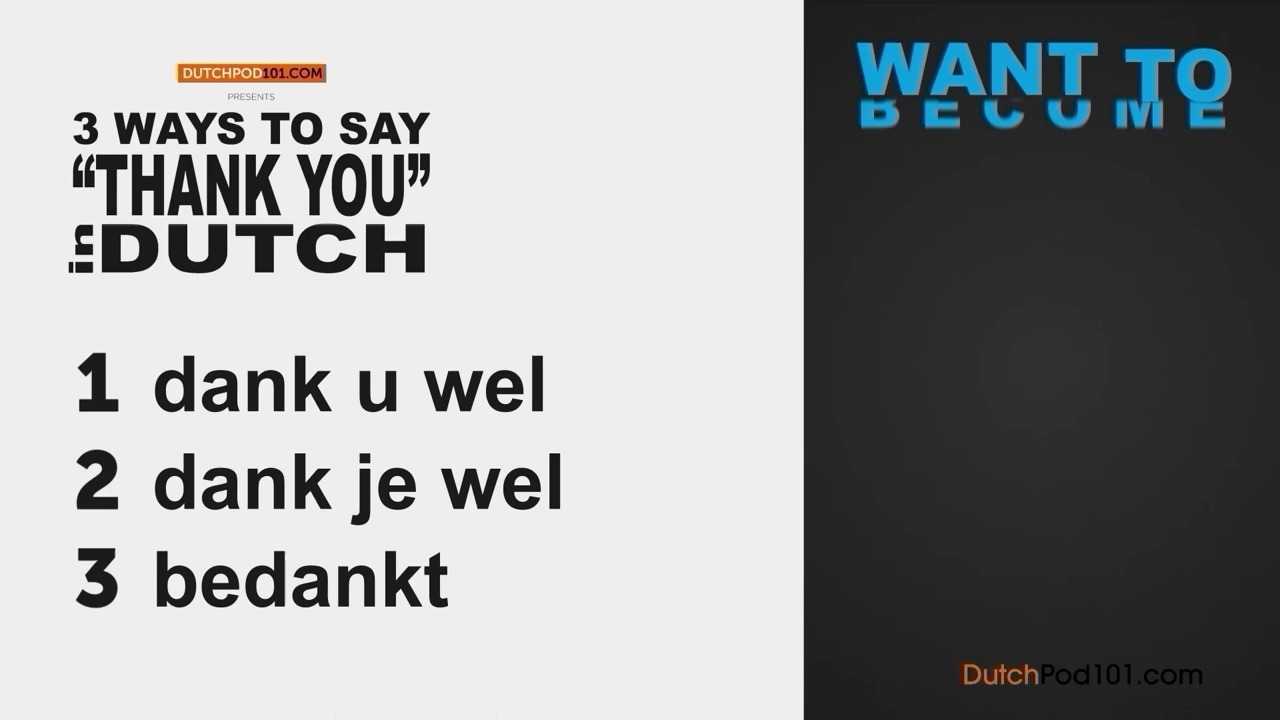 DUTCHPOD101.COM
PRESENTS
3 WAYS TO SAY
“THANK YOU”
in DUTCH
1 dank u wel
2 dank je wel
3 bedankt
WANT TO
BECOME
DutchPod101.com